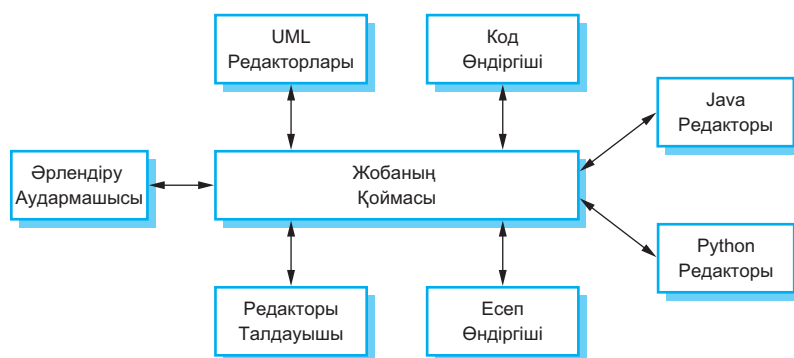 UML
Редакторлары
Код
Өндіргіші
Java
Редакторы
Әрлендіру
Аудармашысы
Жобаның
Қоймасы
Python
Редакторы
Редакторы
Талдауышы
Есеп
Өндіргіші